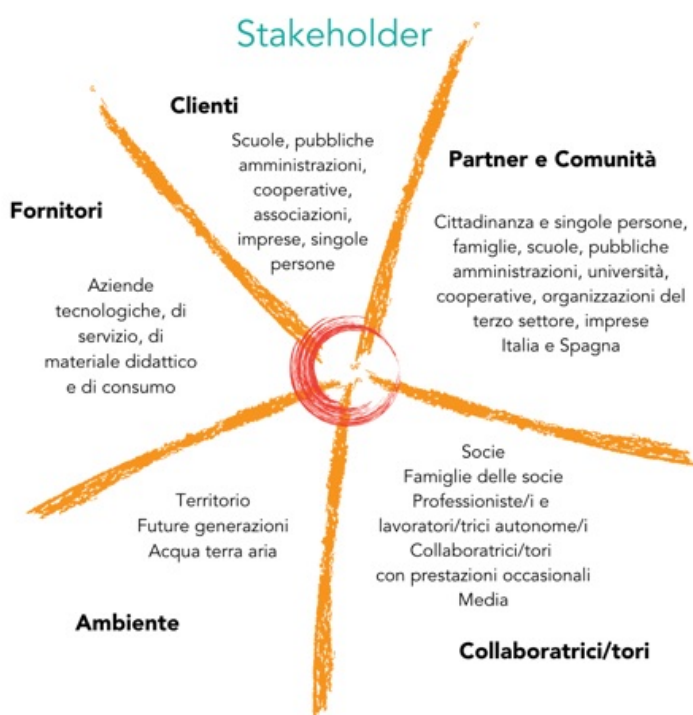 Stakeholder
Clienti
Scuole, pubbliche
amministrazioni,
cooperative,
associazioni,
imprese, singole
persone
Partner e Comunità
Cittadinanza e singole persone,
famiglie, scuole, pubbliche
amministrazioni, università,
cooperative, organizzazioni del
terzo settore, imprese
Italia e Spagna
Fornitori
Aziende
tecnologiche, di
servizio, di
materiale didattico
e di consumo
Territorio
Future generazioni
Acqua terra aria
Ambiente
Socie
Famiglie delle socie
Professioniste/i e
lavoratori/trici autonome/i
Collaboratrici/tori
con prestazioni occasionali
Media
Collaboratrici/tori